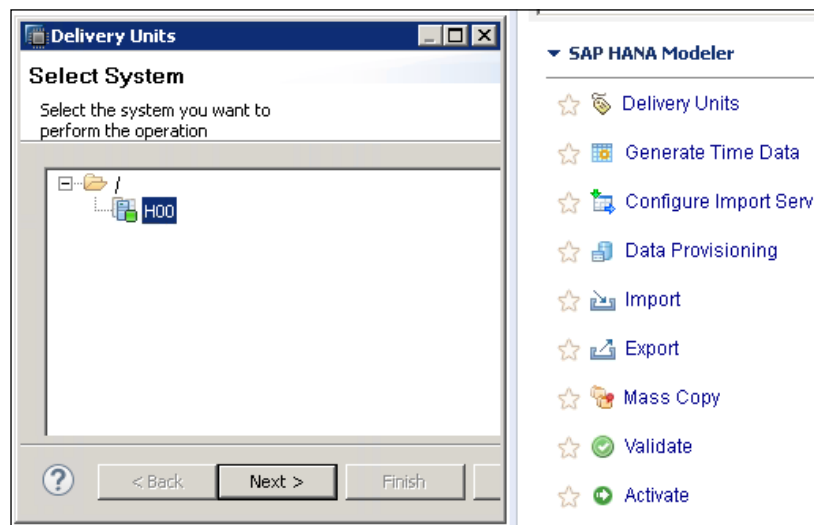 Delivery Units
Select System
Select the system you want to
perform the operation
/
H00
?
< Back
Next >
Finish
SAP HANA Modeler
Delivery Units
Generate Time Data
Configure Import Serv
Data Provisioning
Import
Export
Mass Copy
Validate
Activate